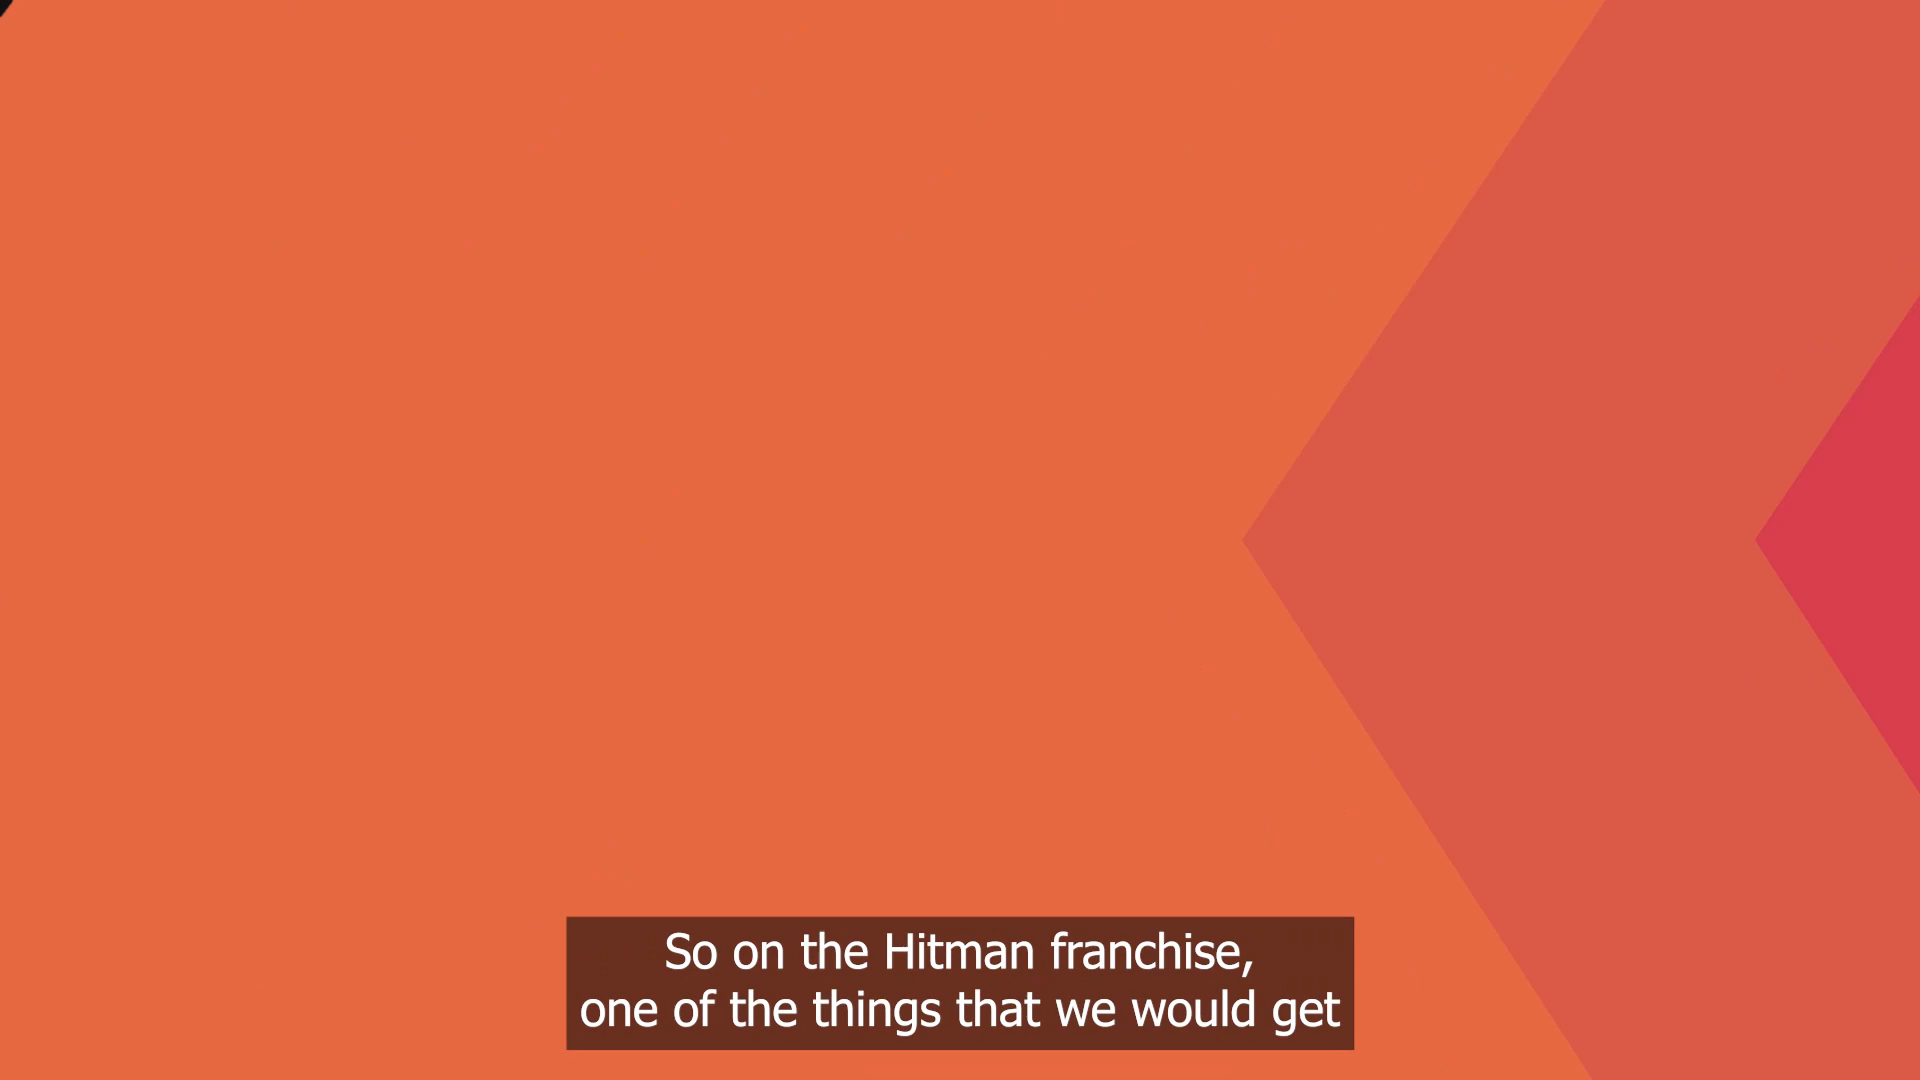 So on the Hitman franchise,
one of the things that we would get